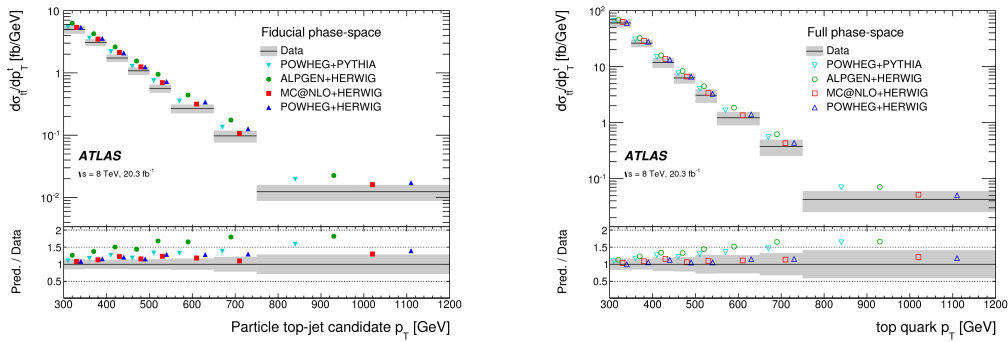 dσ_tt̄/dp_T^t [fb/GeV]
10
1
10⁻¹
10⁻²
Fiducial phase-space
Data
POWHEG+PYTHIA
ALPGEN+HERWIG
MC@NLO+HERWIG
POWHEG+HERWIG
ATLAS
√s = 8 TeV, 20.3 fb⁻¹
Pred. / Data
2
1.5
1
0.5
300 400 500 600 700 800 900 1000 1100 1200
Particle top-jet candidate p_T [GeV]
dσ_tt̄/dp_T^t [fb/GeV]
10²
10
1
10⁻¹
Full phase-space
Data
POWHEG+PYTHIA
ALPGEN+HERWIG
MC@NLO+HERWIG
POWHEG+HERWIG
ATLAS
√s = 8 TeV, 20.3 fb⁻¹
Pred. / Data
2
1.5
1
0.5
300 400 500 600 700 800 900 1000 1100 1200
top quark p_T [GeV]